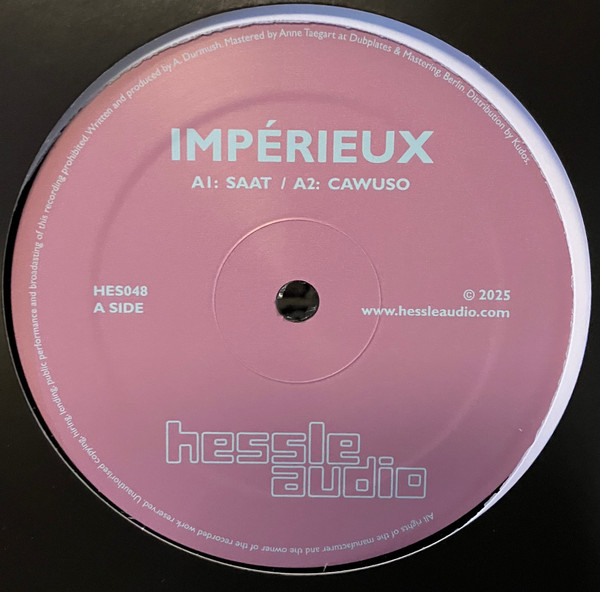 IMPÉRIEUX
A1: SAAT / A2: CAWUSO
HES048
A SIDE
© 2025
www.hessleaudio.com
hessle
audio
All rights of the manufacturer and the owner of the recorded work reserved. Unauthorised copying, hiring, lending, public performance and broadasting of this recording prohibited. Written and produced by A. Durmush. Mastered by Anne Taegart at Dubplates & Mastering, Berlin. Distribution by Kudos.